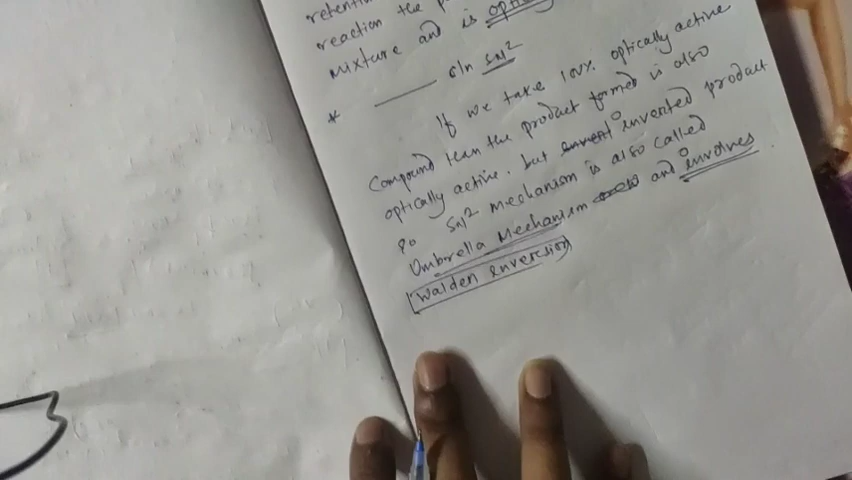 reaction the
mixture and is
* In SN2
If we take 100% optically active
Compound then the product formed is also
optically active. but inverted product
SN2 mechanism is also called
Umbrella Mechanism and involves
Walden inversion